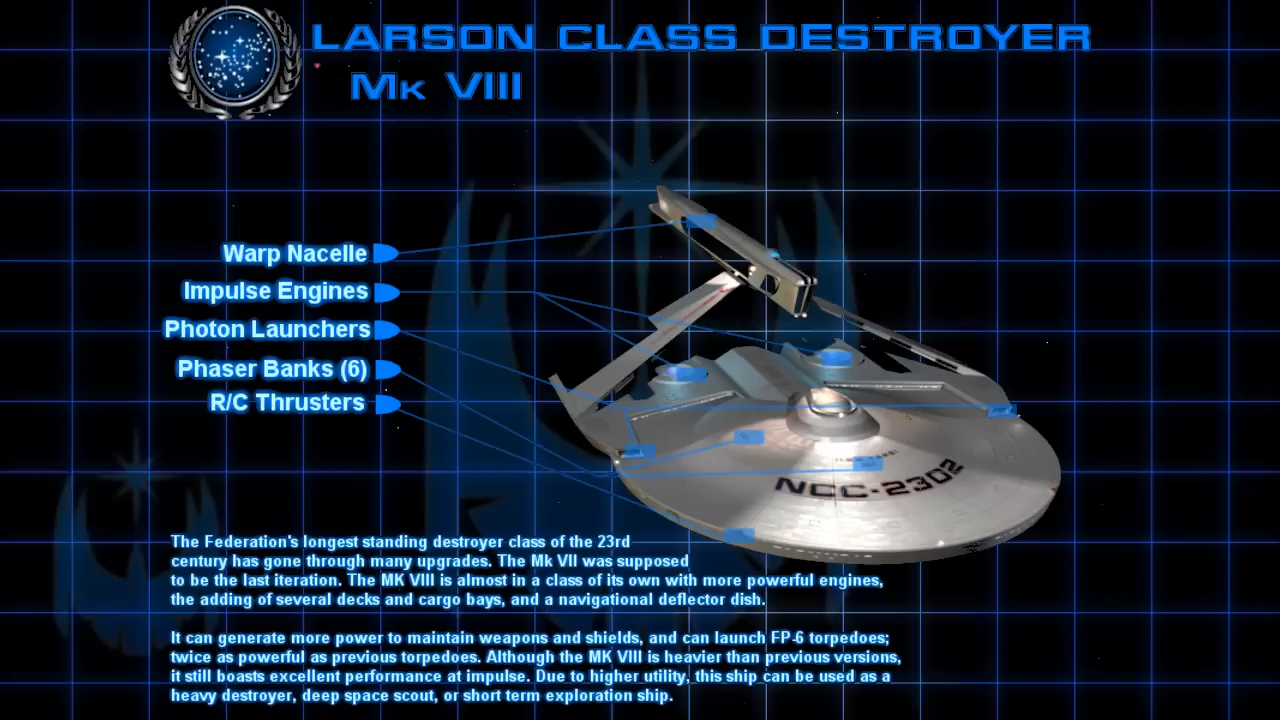 LARSON CLASS DESTROYER
MK VIII
Warp Nacelle
Impulse Engines
Photon Launchers
Phaser Banks (6)
R/C Thrusters
NCC-2302
The Federation's longest standing destroyer class of the 23rd
century has gone through many upgrades. The Mk VII was supposed
to be the last iteration. The MK VIII is almost in a class of its own with more powerful engines,
the adding of several decks and cargo bays, and a navigational deflector dish.
It can generate more power to maintain weapons and shields, and can launch FP-6 torpedoes;
twice as powerful as previous torpedoes. Although the MK VIII is heavier than previous versions,
it still boasts excellent performance at impulse. Due to higher utility, this ship can be used as a
heavy destroyer, deep space scout, or short term exploration ship.